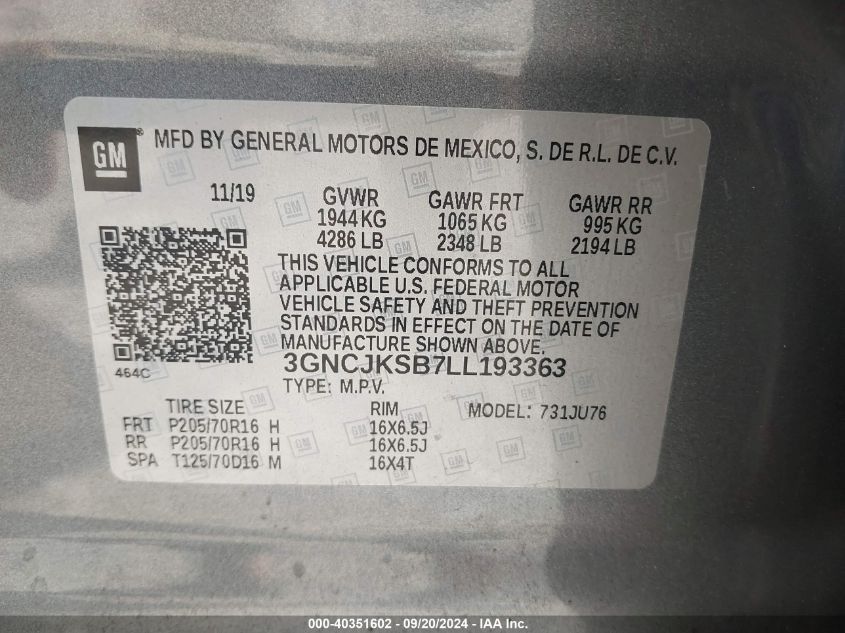 GM
MFD BY GENERAL MOTORS DE MEXICO, S. DE R.L. DE C.V.
11/19 GVWR GAWR FRT GAWR RR
1944 KG 1065 KG 995 KG
4286 LB 2348 LB 2194 LB
THIS VEHICLE CONFORMS TO ALL
APPLICABLE U.S. FEDERAL MOTOR
VEHICLE SAFETY AND THEFT PREVENTION
STANDARDS IN EFFECT ON THE DATE OF
MANUFACTURE SHOWN ABOVE.
464C
3GNCJKSB7LL193363
TYPE: M.P.V.
TIRE SIZE RIM MODEL: 731JU76
FRT P205/70R16 H 16X6.5J
RR P205/70R16 H 16X6.5J
SPA T125/70D16 M 16X4T
000-40351602 - 09/20/2024 - IAAI, INC.